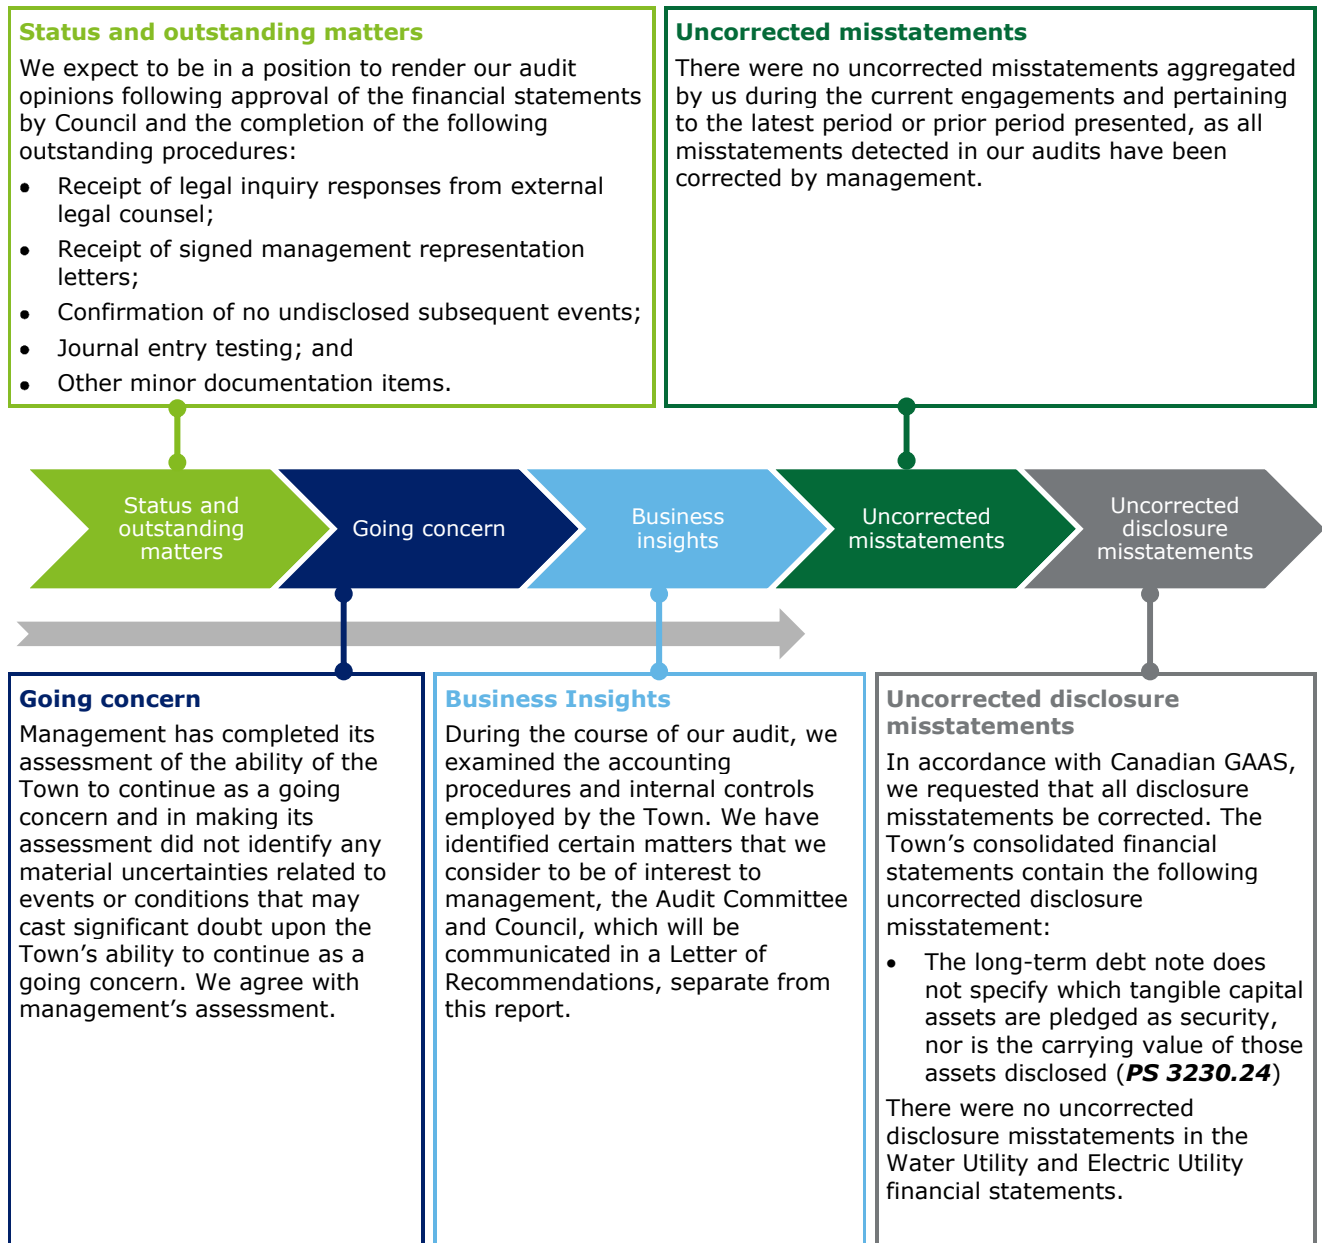 Status and outstanding matters
We expect to be in a position to render our audit
opinions following approval of the financial statements
by Council and the completion of the following
outstanding procedures:
• Receipt of legal inquiry responses from external
legal counsel;
• Receipt of signed management representation
letters;
• Confirmation of no undisclosed subsequent events;
• Journal entry testing; and
• Other minor documentation items.
Uncorrected misstatements
There were no uncorrected misstatements aggregated
by us during the current engagements and pertaining
to the latest period or prior period presented, as all
misstatements detected in our audits have been
corrected by management.
Status and
outstanding
matters
Going concern
Business
insights
Uncorrected
misstatements
Uncorrected
disclosure
misstatements
Going concern
Management has completed its
assessment of the ability of the
Town to continue as a going
concern and in making its
assessment did not identify any
material uncertainties related to
events or conditions that may
cast significant doubt upon the
Town’s ability to continue as a
going concern. We agree with
management’s assessment.
Business Insights
During the course of our audit, we
examined the accounting
procedures and internal controls
employed by the Town. We have
identified certain matters that we
consider to be of interest to
management, the Audit Committee
and Council, which will be
communicated in a Letter of
Recommendations, separate from
this report.
Uncorrected disclosure
misstatements
In accordance with Canadian GAAS,
we requested that all disclosure
misstatements be corrected. The
Town’s consolidated financial
statements contain the following
uncorrected disclosure
misstatement:
• The long-term debt note does
not specify which tangible capital
assets are pledged as security,
nor is the carrying value of those
assets disclosed (PS 3230.24)
There were no uncorrected
disclosure misstatements in the
Water Utility and Electric Utility
financial statements.